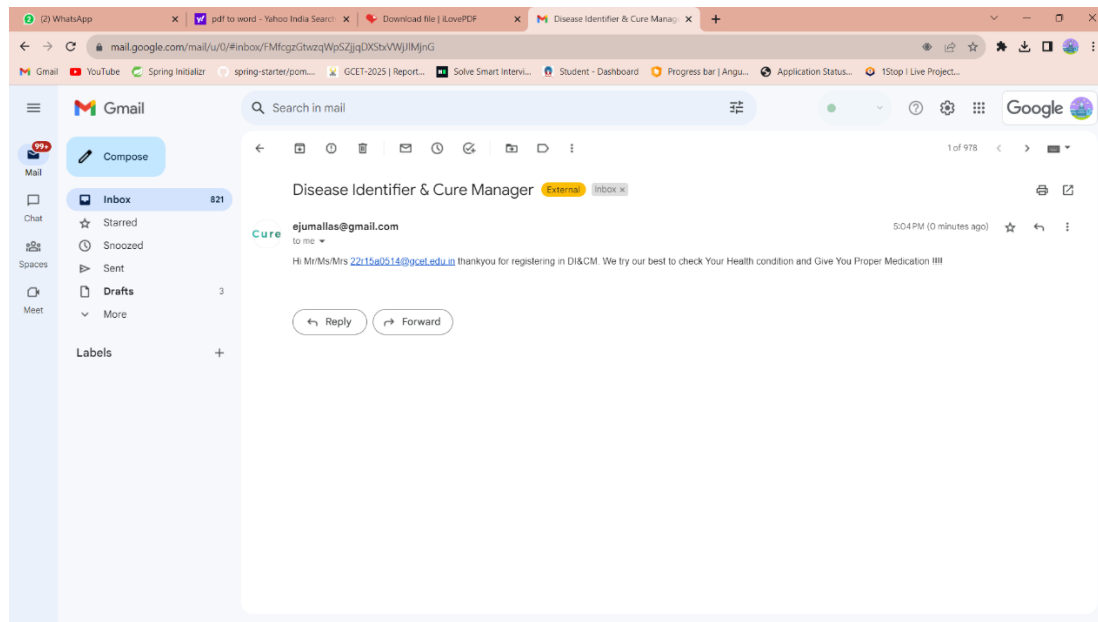 (2) WhatsApp
pdf to word - Yahoo India Search
Download file | iLovePDF
Disease Identifier & Cure Manag
mail.google.com/mail/u/0/#inbox/FMfcgzGtwzqWpSZjjqDXStxVWjJlMjnG
Gmail YouTube Spring Initializr spring-starter/pom... GCET-2025 | Report... Solve Smart Intervi... Student - Dashboard Progress bar | Angu... Application Status... 1Stop | Live Project...
Gmail
Search in mail
Google
99+
Mail
Chat
Spaces
Meet
Compose
Inbox 821
Starred
Snoozed
Sent
Drafts 3
More
Labels
1 of 978
Disease Identifier & Cure Manager External Inbox ×
Cure
ejumallas@gmail.com 5:04 PM (0 minutes ago)
to me
Hi Mr/Ms/Mrs 22r15a0514@gcet.edu.in thankyou for registering in DI&CM. We try our best to check Your Health condition and Give You Proper Medication !!!!
Reply Forward